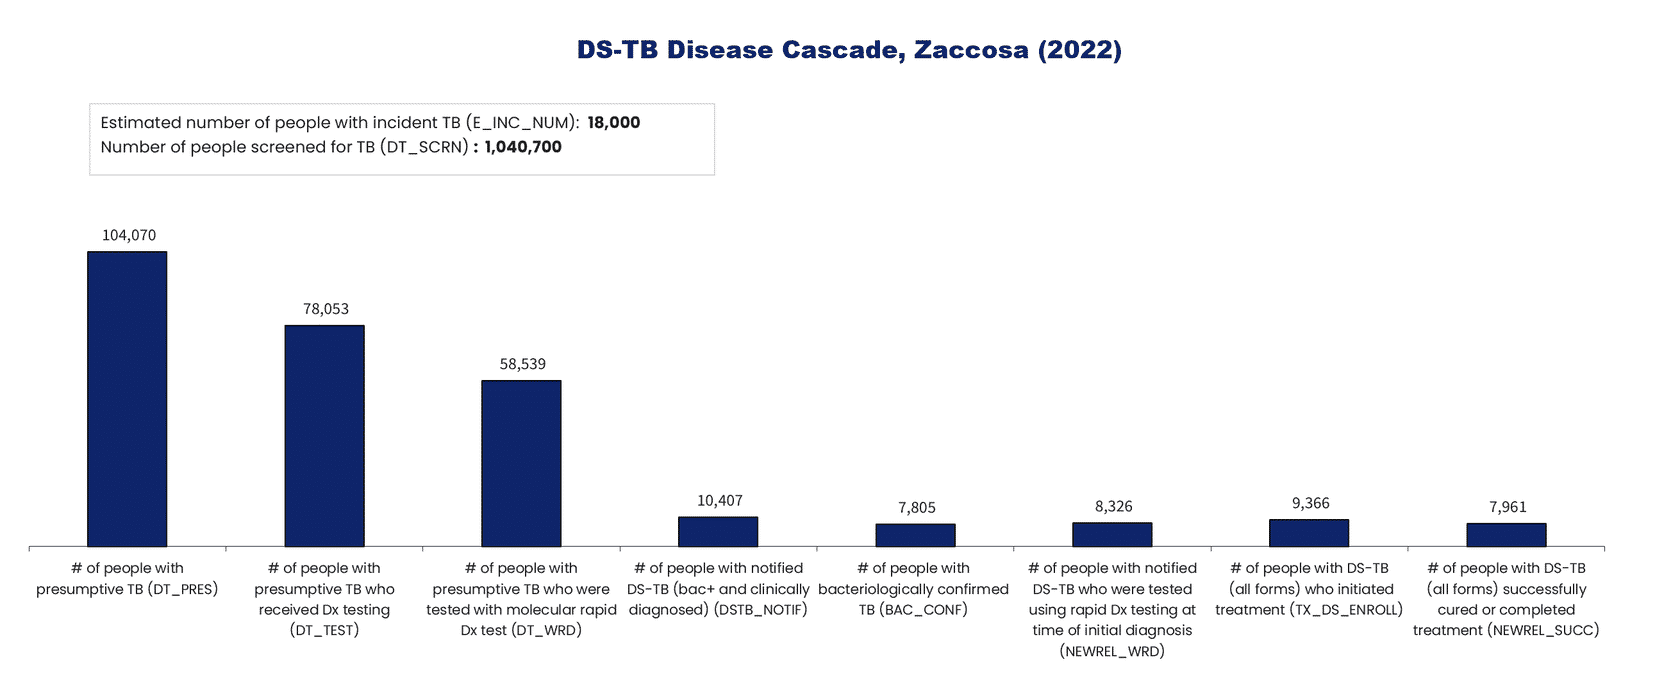 DS-TB Disease Cascade, Zaccosa (2022)
Estimated number of people with incident TB (E_INC_NUM): 18,000
Number of people screened for TB (DT_SCRN) : 1,040,700
104,070
78,053
58,539
10,407
7,805
8,326
9,366
7,961
# of people with
presumptive TB (DT_PRES)
# of people with
presumptive TB who
received Dx testing
(DT_TEST)
# of people with
presumptive TB who were
tested with molecular rapid
Dx test (DT_WRD)
# of people with notified
DS-TB (bac+ and clinically
diagnosed) (DSTB_NOTIF)
# of people with
bacteriologically confirmed
TB (BAC_CONF)
# of people with notified
DS-TB who were tested
using rapid Dx testing at
time of initial diagnosis
(NEWREL_WRD)
# of people with DS-TB
(all forms) who initiated
treatment (TX_DS_ENROLL)
# of people with DS-TB
(all forms) successfully
cured or completed
treatment (NEWREL_SUCC)